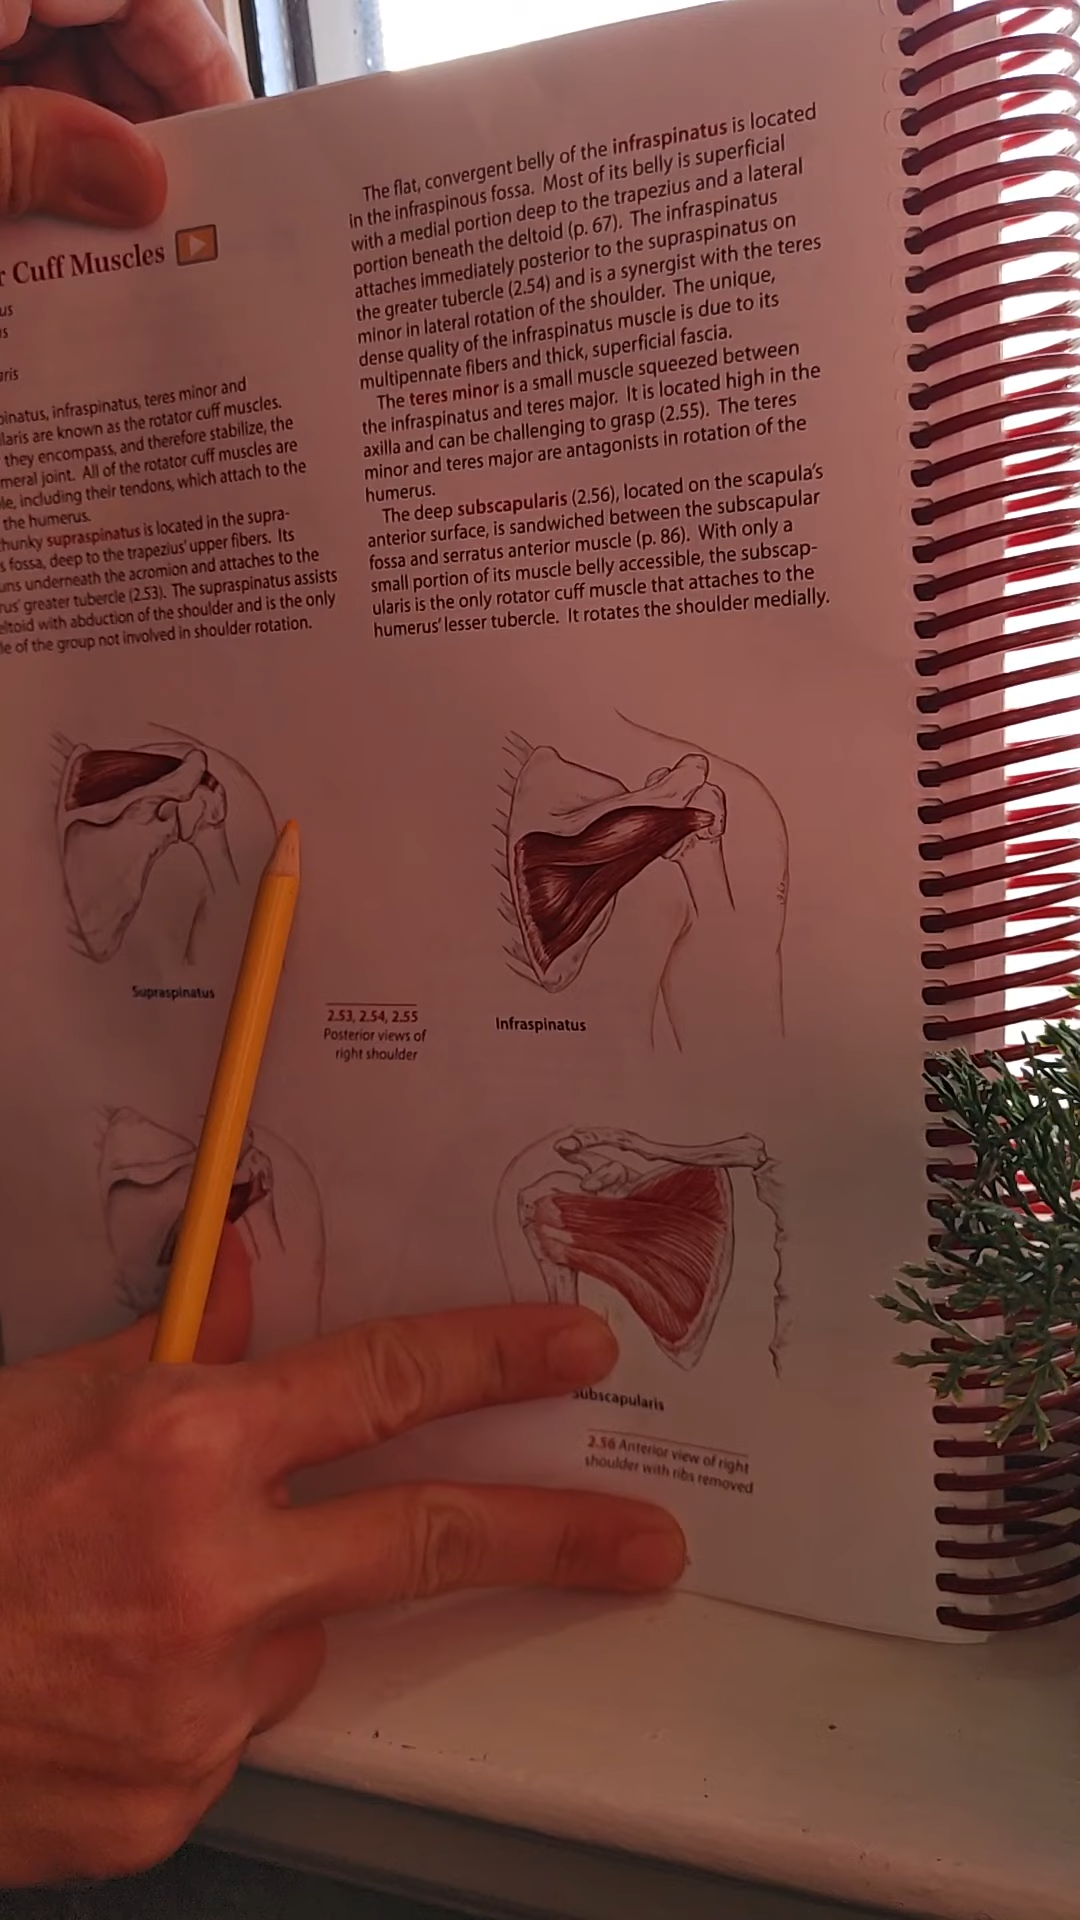 Cuff Muscles
us
s
aris
pinatus, infraspinatus, teres minor and
laris are known as the rotator cuff muscles.
they encompass, and therefore stabilize, the
meral joint. All of the rotator cuff muscles are
le, including their tendons, which attach to the
the humerus.
hunky supraspinatus is located in the supra-
s fossa, deep to the trapezius' upper fibers. Its
uns underneath the acromion and attaches to the
rus' greater tubercle (2.53). The supraspinatus assists
eltoid with abduction of the shoulder and is the only
le of the group not involved in shoulder rotation.
The flat, convergent belly of the infraspinatus is located
in the infraspinous fossa. Most of its belly is superficial
with a medial portion deep to the trapezius and a lateral
portion beneath the deltoid (p. 67). The infraspinatus
attaches immediately posterior to the supraspinatus on
the greater tubercle (2.54) and is a synergist with the teres
minor in lateral rotation of the shoulder. The unique,
dense quality of the infraspinatus muscle is due to its
multipennate fibers and thick, superficial fascia.
The teres minor is a small muscle squeezed between
the infraspinatus and teres major. It is located high in the
axilla and can be challenging to grasp (2.55). The teres
minor and teres major are antagonists in rotation of the
humerus.
The deep subscapularis (2.56), located on the scapula's
anterior surface, is sandwiched between the subscapular
fossa and serratus anterior muscle (p. 86). With only a
small portion of its muscle belly accessible, the subscap-
ularis is the only rotator cuff muscle that attaches to the
humerus' lesser tubercle. It rotates the shoulder medially.
Supraspinatus
2.53, 2.54, 2.55
Posterior views of
right shoulder
Infraspinatus
Subscapularis
2.56 Anterior view of right
shoulder with ribs removed